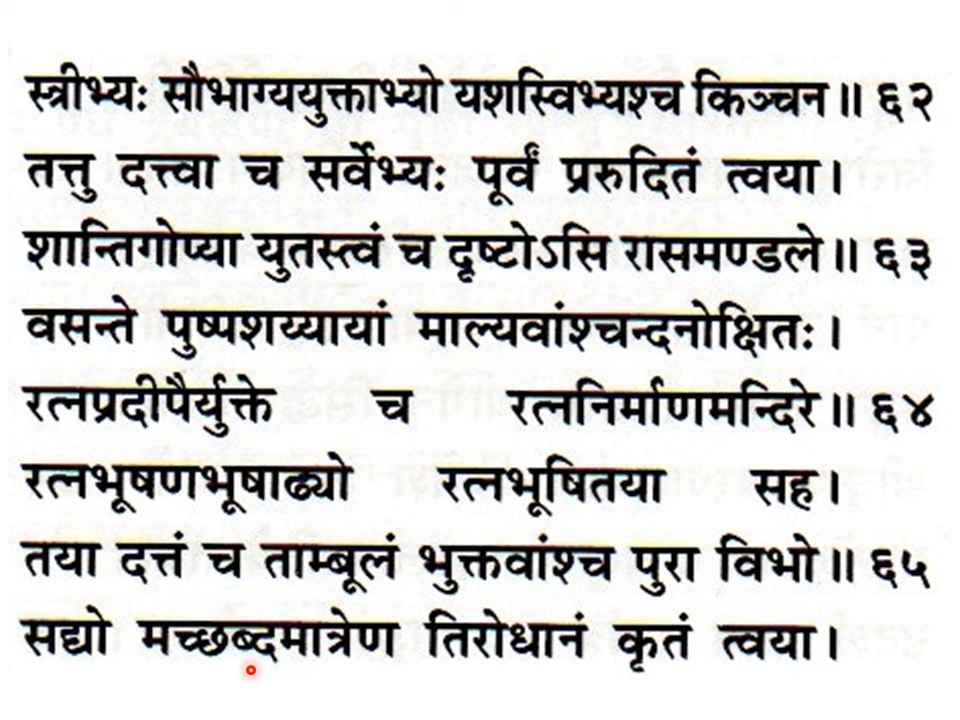 स्त्रीभ्यः सौभाग्ययुक्ताभ्यो यशस्विभ्यश्च किञ्चन॥ ६२
तत्तु दत्त्वा च सर्वेभ्यः पूर्वं प्ररुदितं त्वया।
शान्तिगोप्या युतस्त्वं च दृष्टोऽसि रासमण्डले॥ ६३
वसन्ते पुष्पशय्यायां माल्यवांश्चन्दनोक्षितः।
रत्नप्रदीपैर्युक्ते च रत्ननिर्माणमन्दिरे॥ ६४
रत्नभूषणभूषाढ्यो रत्नभूषितया सह।
तया दत्तं च ताम्बूलं भुक्तवांश्च पुरा विभो॥ ६५
सद्यो मच्छब्दमात्रेण तिरोधानं कृतं त्वया।